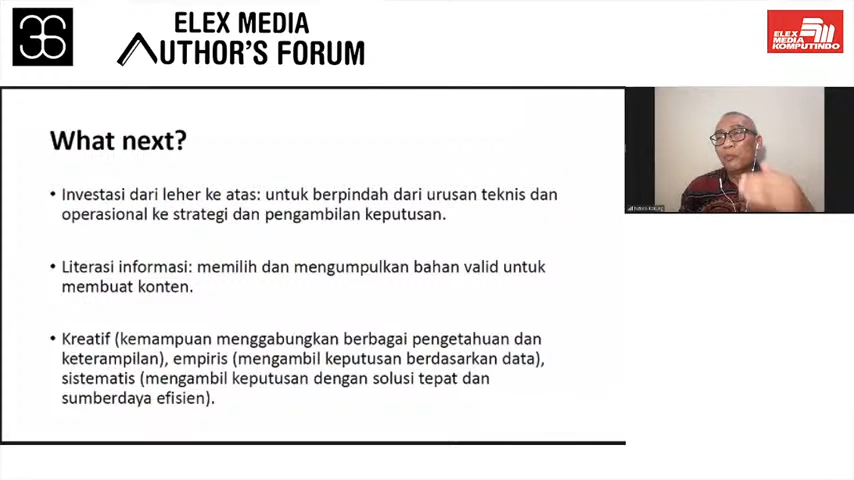 36
ELEX MEDIA
AUTHOR'S FORUM
ELEX
MEDIA
KOMPUTINDO
What next?
• Investasi dari leher ke atas: untuk berpindah dari urusan teknis dan
operasional ke strategi dan pengambilan keputusan.
• Literasi informasi: memilih dan mengumpulkan bahan valid untuk
membuat konten.
• Kreatif (kemampuan menggabungkan berbagai pengetahuan dan
keterampilan), empiris (mengambil keputusan berdasarkan data),
sistematis (mengambil keputusan dengan solusi tepat dan
sumberdaya efisien).